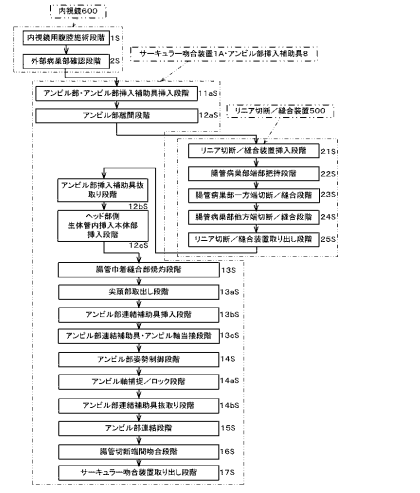 内視鏡600
内視鏡用腹腔施術段階 1S
外部病巣部確認段階 2S
サーキュラー吻合装置1A・アンビル部挿入補助具8
アンビル部・アンビル部挿入補助具挿入段階 11aS
アンビル部離間段階 12aS
リニア切断/縫合装置500
リニア切断/縫合装置挿入段階 21S
腸管病巣部端部把持段階 22S
腸管病巣部一方端切断/縫合段階 23S
腸管病巣部他方端切断/縫合段階 24S
リニア切断/縫合装置取り出し段階 25S
アンビル部挿入補助具抜
取り段階
12bS
ヘッド部側
生体管内挿入本体部
挿入段階
12cS
腸管巾着縫合部焼灼段階 13S
尖頭部取出し段階 13aS
アンビル部連結補助具挿入段階 13bS
アンビル部連結補助具・アンビル軸当接段階 13cS
アンビル部姿勢制御段階 14S
アンビル軸捕捉/ロック段階 14aS
アンビル部連結補助具抜取り段階 14bS
アンビル部連結段階 15S
腸管切断端間吻合段階 16S
サーキュラー吻合装置取り出し段階 17S